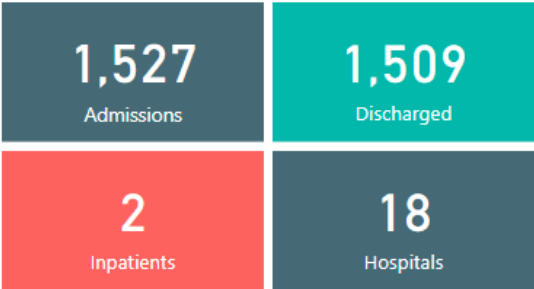 1,527
Admissions
1,509
Discharged
2
Inpatients
18
Hospitals